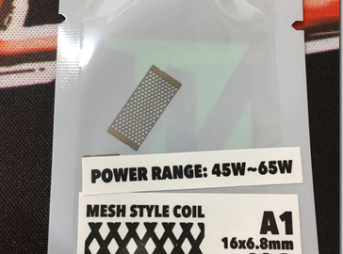 POWER RANGE: 45W~65W
MESH STYLE COIL
A1
16x6.8mm